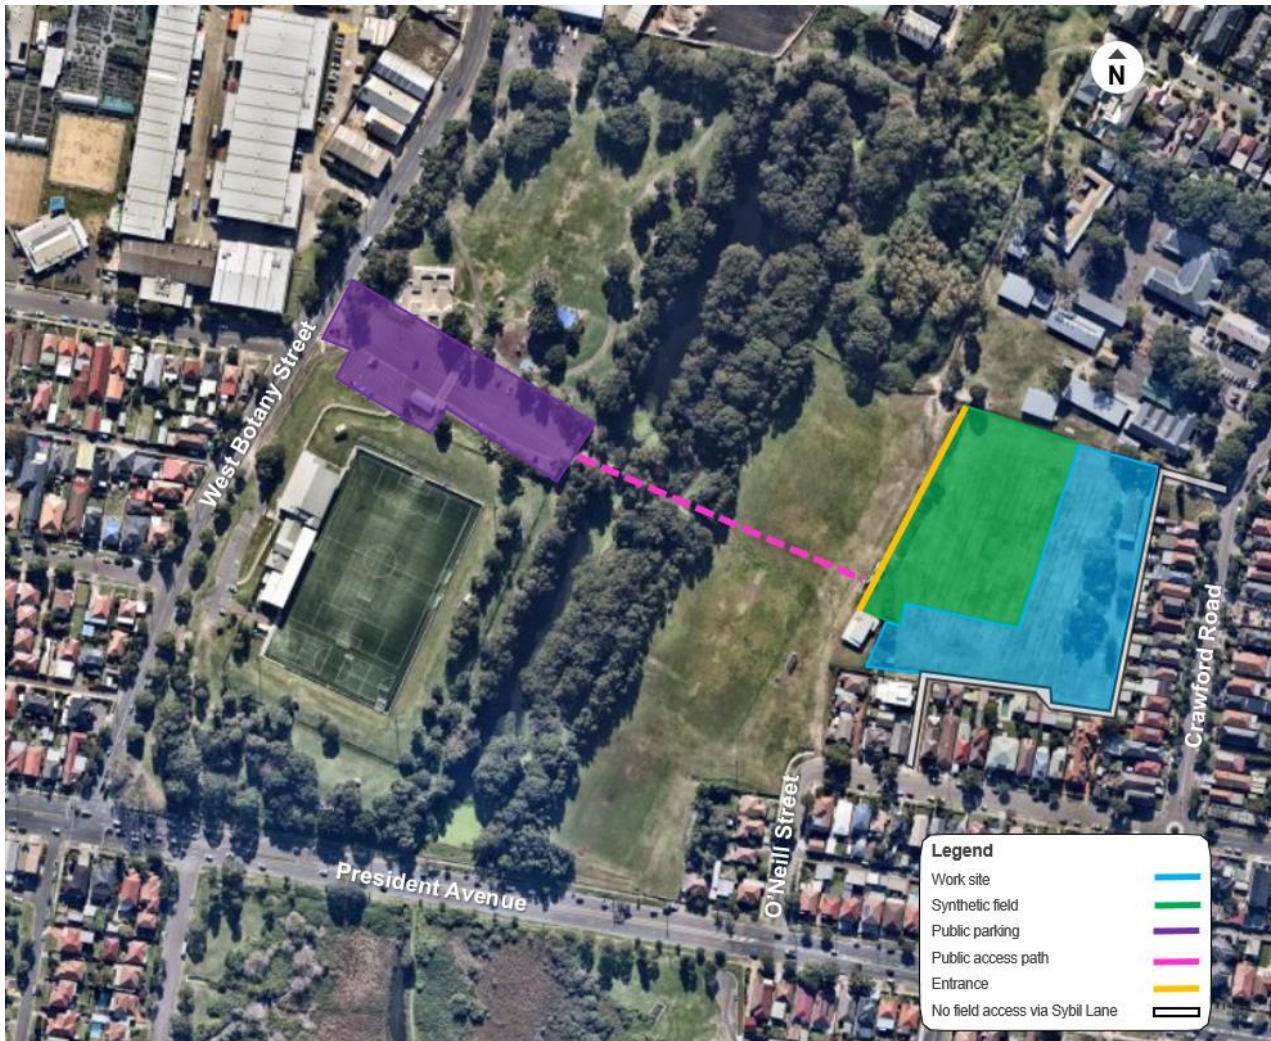 N
West Botany Street
Crawford Road
O'Neill Street
President Avenue
Legend
Work site
Synthetic field
Public parking
Public access path
Entrance
No field access via Sybil Lane